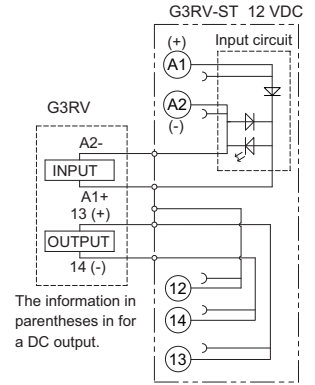 G3RV-ST 12 VDC
(+)
Input circuit
A1
A2
(-)
G3RV
A2-
INPUT
A1+
13 (+)
OUTPUT
14 (-)
The information in
parentheses in for
a DC output.
12
14
13